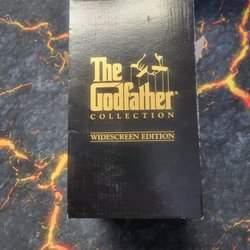 The
Godfather®
COLLECTION
WIDESCREEN EDITION